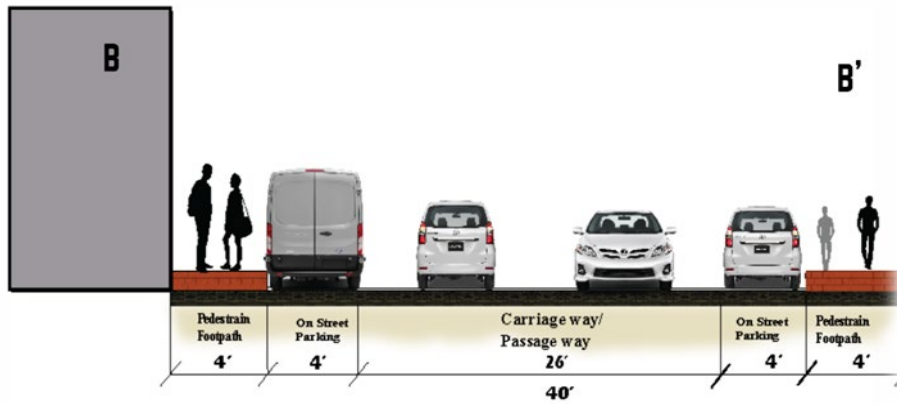 B
B'
Pedestrain
Footpath
4'
On Street
Parking
4'
Carriage way/
Passage way
26'
On Street
Parking
4'
Pedestrain
Footpath
4'
40'